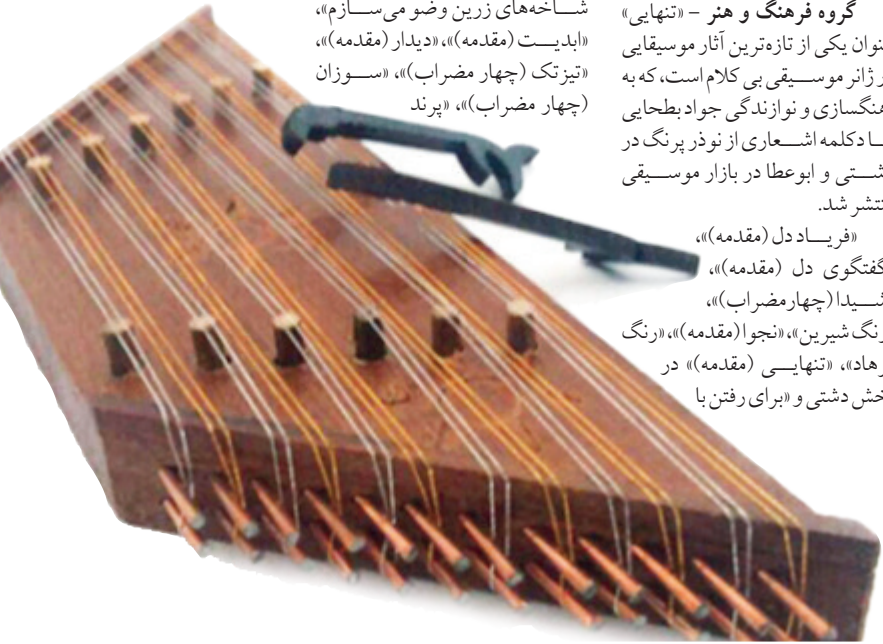 گروه فرهنگ و هنر – «تنهایی»
نوان یکی از تازه‌ترین آثار موسیقایی
ر ژانر موسیقی بی کلام است، که به
هنگسازی و نوازندگی جواد بطحایی
ـا دکلمه اشعاری از نوذر پرنگ در
شتی و ابوعطا در بازار موسیقی
نتشر شد.
«فریاد دل (مقدمه)»،
گفتگوی دل (مقدمه)»،
شیدا (چهارمضراب)»،
رنگ شیرین»، «نجوا (مقدمه)»، «رنگ
رهاد»، «تنهایی (مقدمه)» در
خش دشتی و «برای رفتن با
شاخه‌های زرین وضو می‌سازم»،
«ابدیت (مقدمه)»، «دیدار (مقدمه)»،
«تیزتک (چهار مضراب)»، «سوزان
(چهار مضراب)»، «پرند